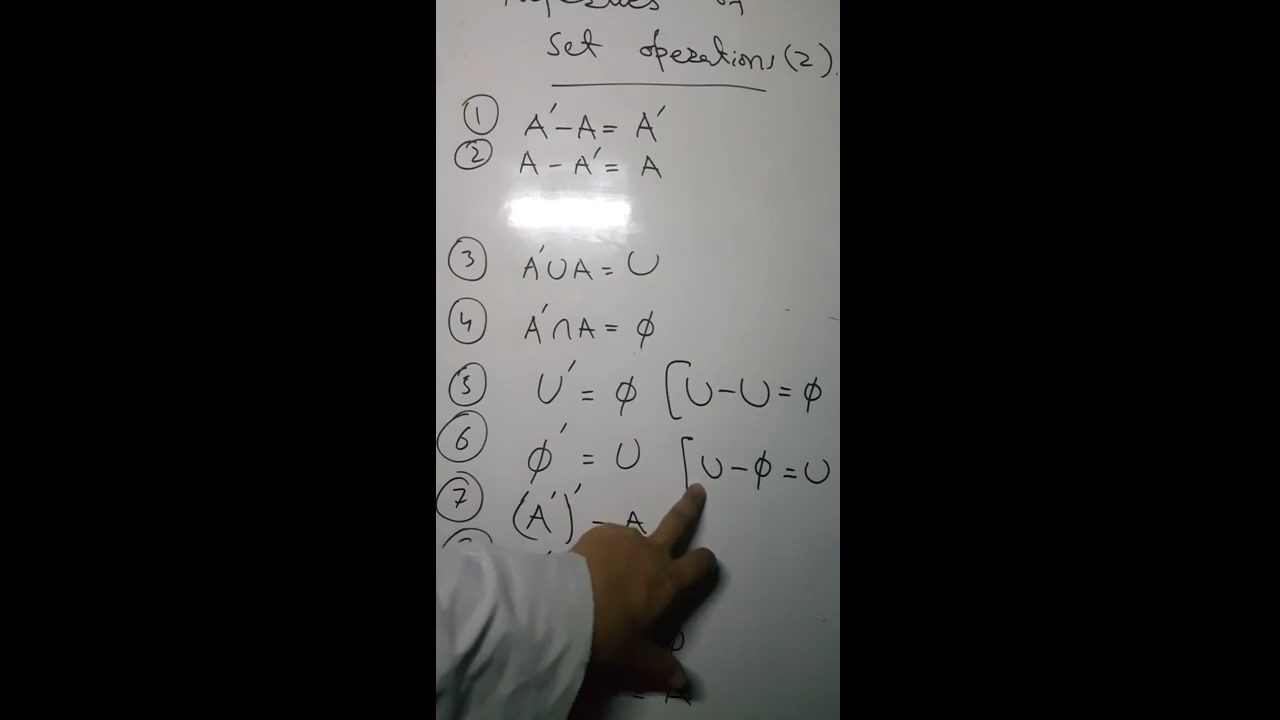 set operations (2).
① A′ – A = A′
② A – A′ = A
③ A′ ∪ A = U
④ A′ ∩ A = ϕ
⑤ U′ = ϕ [U – U = ϕ
⑥ ϕ′ = U [U – ϕ = U
⑦ (A′)′ = A
= A